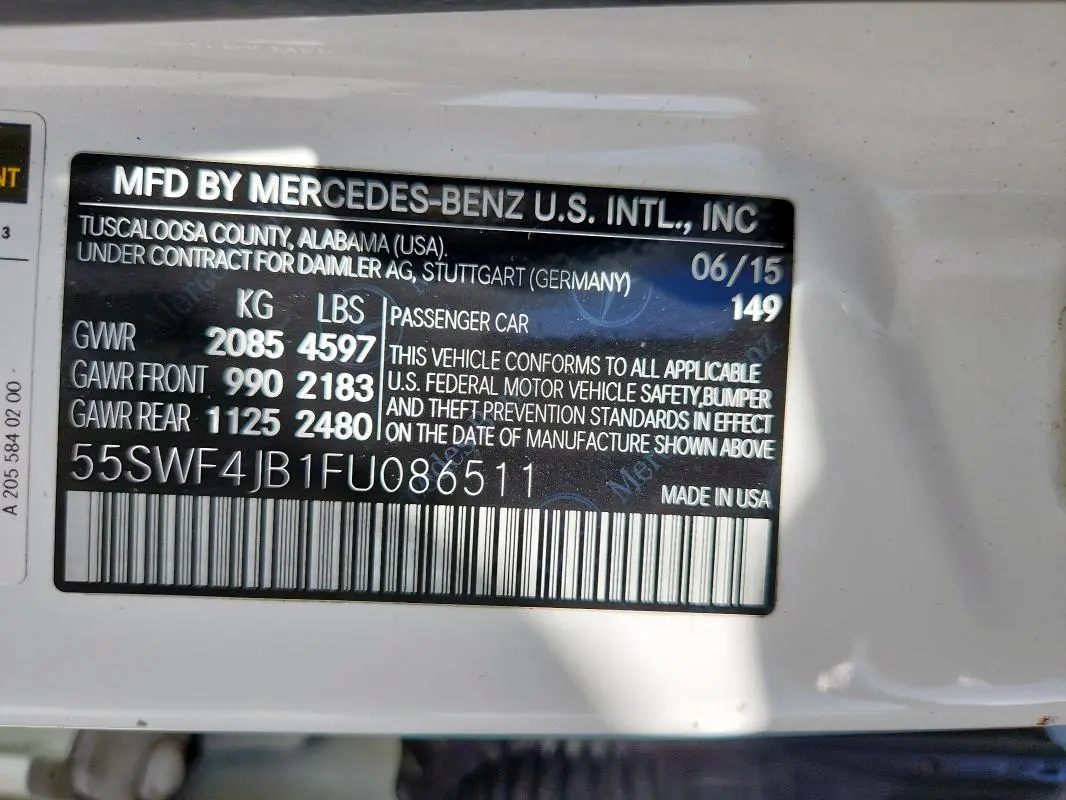 MFD BY MERCEDES-BENZ U.S. INTL., INC
TUSCALOOSA COUNTY, ALABAMA (USA).
UNDER CONTRACT FOR DAIMLER AG, STUTTGART (GERMANY)
06/15
149
KG LBS
GVWR 2085 4597
GAWR FRONT 990 2183
GAWR REAR 1125 2480
PASSENGER CAR
THIS VEHICLE CONFORMS TO ALL APPLICABLE
U.S. FEDERAL MOTOR VEHICLE SAFETY,BUMPER
AND THEFT PREVENTION STANDARDS IN EFFECT
ON THE DATE OF MANUFACTURE SHOWN ABOVE
55SWF4JB1FU086511
MADE IN USA
NT
3
A 205 584 02 00